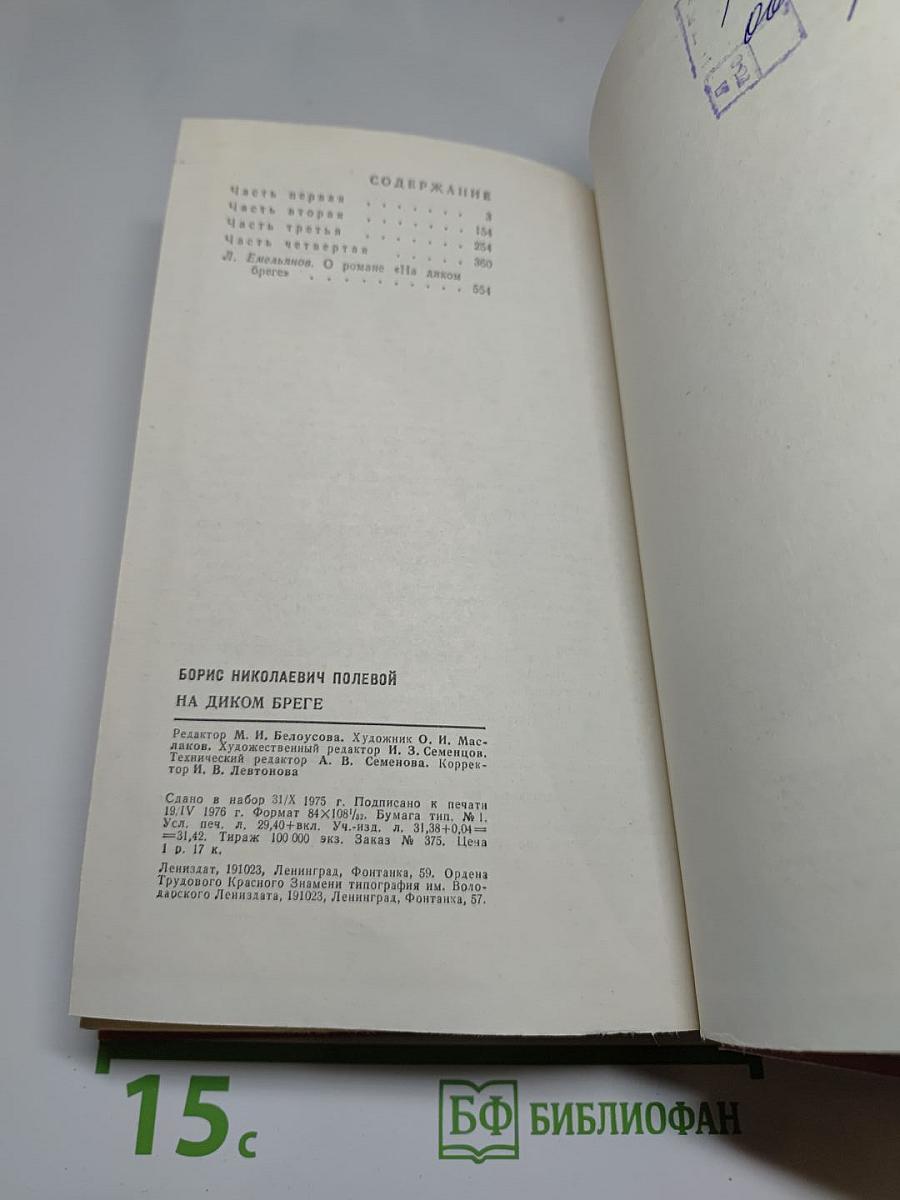 СОДЕРЖАНИЕ
Часть первая . . . . . . . 3
Часть вторая . . . . . . . 154
Часть третья . . . . . . . 254
Часть четвертая . . . . . 360
Л. Емельянов. О романе «На диком
бреге» . . . . . . . . . . 554
БОРИС НИКОЛАЕВИЧ ПОЛЕВОЙ
НА ДИКОМ БРЕГЕ
Редактор М. И. Белоусова. Художник О. И. Мас-
лаков. Художественный редактор И. З. Семенцов.
Технический редактор А. В. Семенова. Коррек-
тор И. В. Левтонова
Сдано в набор 31/X 1975 г. Подписано к печати
19/IV 1976 г. Формат 84×108¹/₃₂. Бумага тип. № 1.
Усл. печ. л. 29,40+вкл. Уч.-изд. л. 31,38+0,04=
=31,42. Тираж 100 000 экз. Заказ № 375. Цена
1 р. 17 к.
Лениздат, 191023, Ленинград, Фонтанка, 59. Ордена
Трудового Красного Знамени типография им. Воло-
дарского Лениздата, 191023, Ленинград, Фонтанка, 57.
15с
БФ БИБЛИОФАН